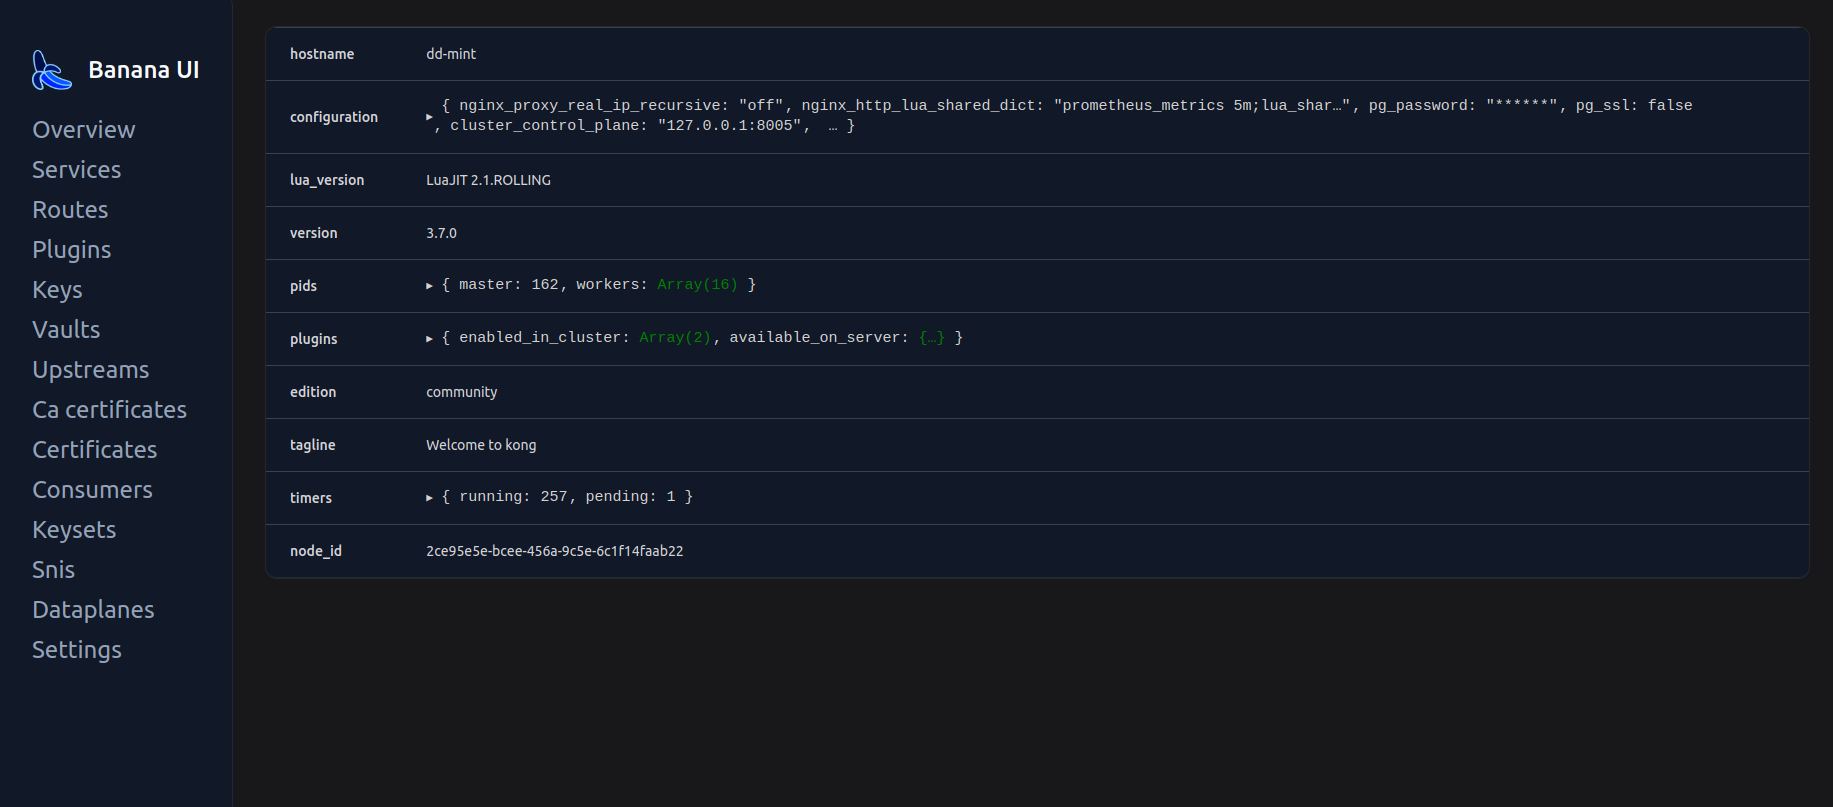 Banana UI
Overview
Services
Routes
Plugins
Keys
Vaults
Upstreams
Ca certificates
Certificates
Consumers
Keysets
Snis
Dataplanes
Settings
hostname dd-mint
configuration ▸ { nginx_proxy_real_ip_recursive: "off", nginx_http_lua_shared_dict: "prometheus_metrics 5m;lua_shar…", pg_password: "******", pg_ssl: false
, cluster_control_plane: "127.0.0.1:8005", … }
lua_version LuaJIT 2.1.ROLLING
version 3.7.0
pids ▸ { master: 162, workers: Array(16) }
plugins ▸ { enabled_in_cluster: Array(2), available_on_server: {…} }
edition community
tagline Welcome to kong
timers ▸ { running: 257, pending: 1 }
node_id 2ce95e5e-bcee-456a-9c5e-6c1f14faab22